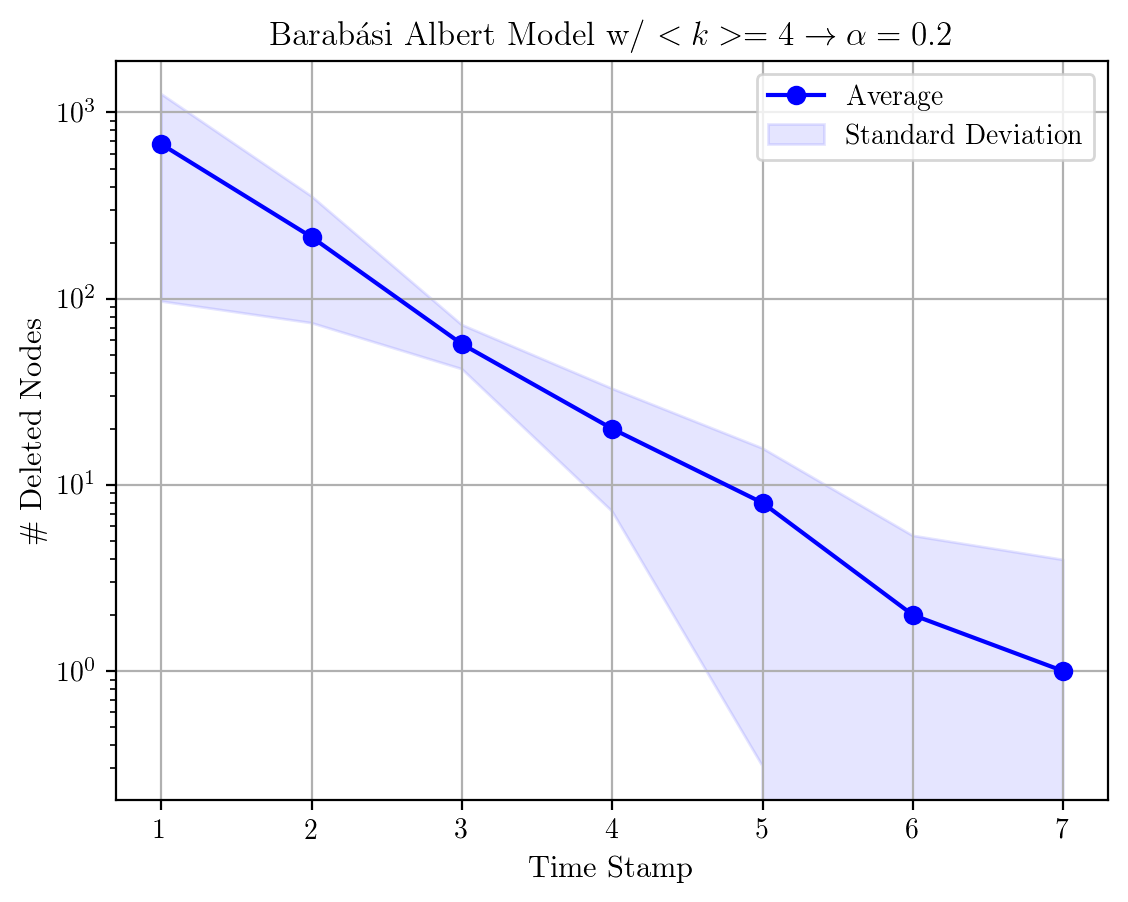 Barabási Albert Model w/ < k >= 4 → α = 0.2
Average
Standard Deviation
# Deleted Nodes
10³
10²
10¹
10⁰
1 2 3 4 5 6 7
Time Stamp